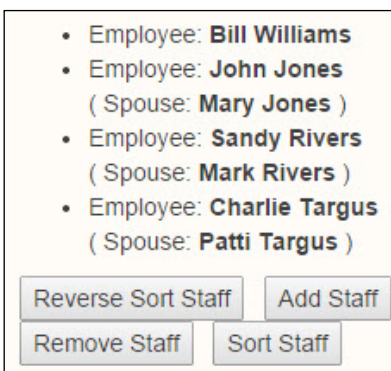 • Employee: Bill Williams
• Employee: John Jones
( Spouse: Mary Jones )
• Employee: Sandy Rivers
( Spouse: Mark Rivers )
• Employee: Charlie Targus
( Spouse: Patti Targus )
Reverse Sort Staff Add Staff
Remove Staff Sort Staff